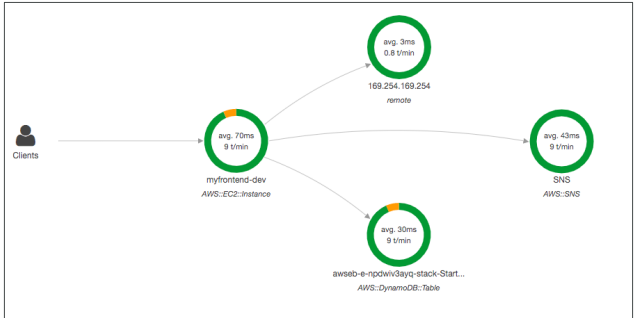 avg. 3ms
0.8 t/min
169.254.169.254
remote
Clients
avg. 70ms
9 t/min
myfrontend-dev
AWS::EC2::Instance
avg. 43ms
9 t/min
SNS
AWS::SNS
avg. 30ms
9 t/min
awseb-e-npdwiv3ayq-stack-Start...
AWS::DynamoDB::Table